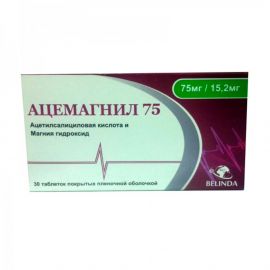 75мг / 15,2мг
АЦЕМАГНИЛ 75
Ацетилсалициловая кислота и
Магния гидроксид
30 таблеток покрытых пленочной оболочкой
BELINDA